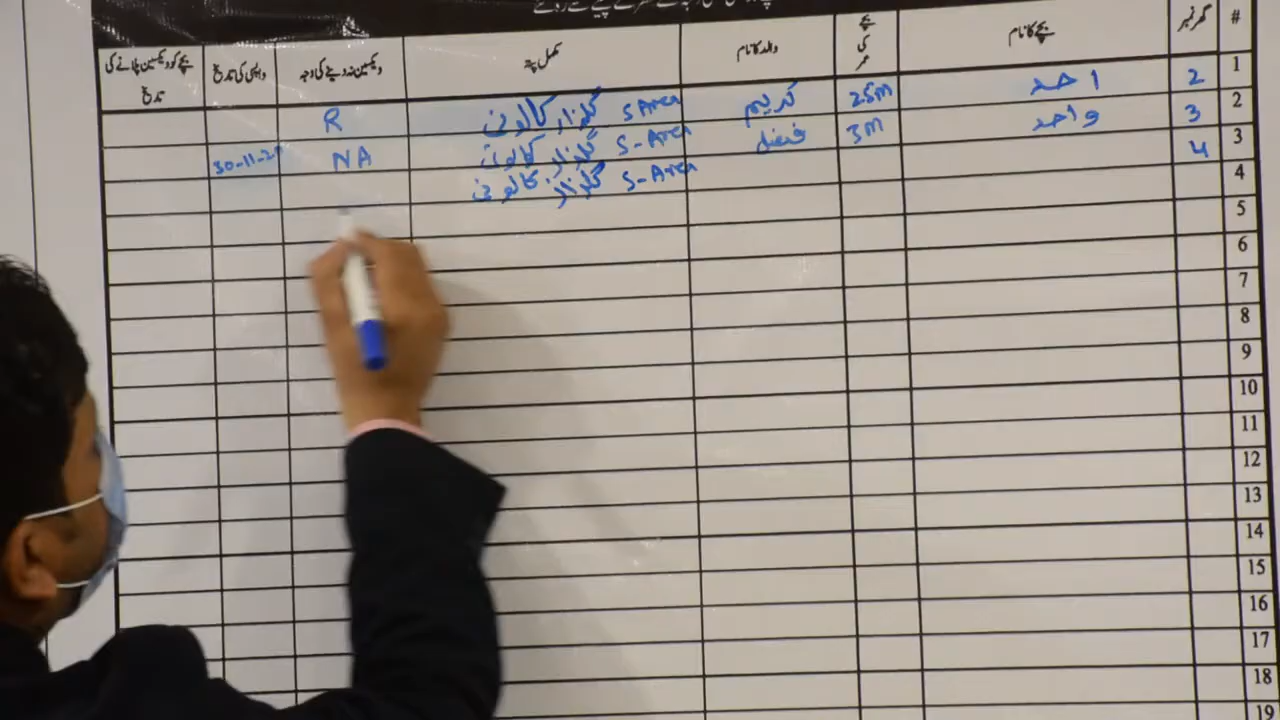 #
گھر نمبر
بچے کا نام
بچے کی عمر
والد کا نام
مکمل پتہ
ویکسین نہ دینے کی وجہ
واپسی کی تاریخ
بچے کو ویکسین پلانے کی تاریخ
1 2 احمد 25M کریم گلزار کالونی S Area R
2 3 واحد 3M فضل گلزار کالونی S-Area NA 30-11-21
3 4 گلزار کالونی S-Area
4
5
6
7
8
9
10
11
12
13
14
15
16
17
18
19